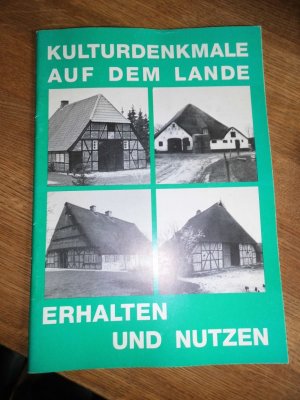 KULTURDENKMALE
AUF DEM LANDE
ERHALTEN
UND NUTZEN